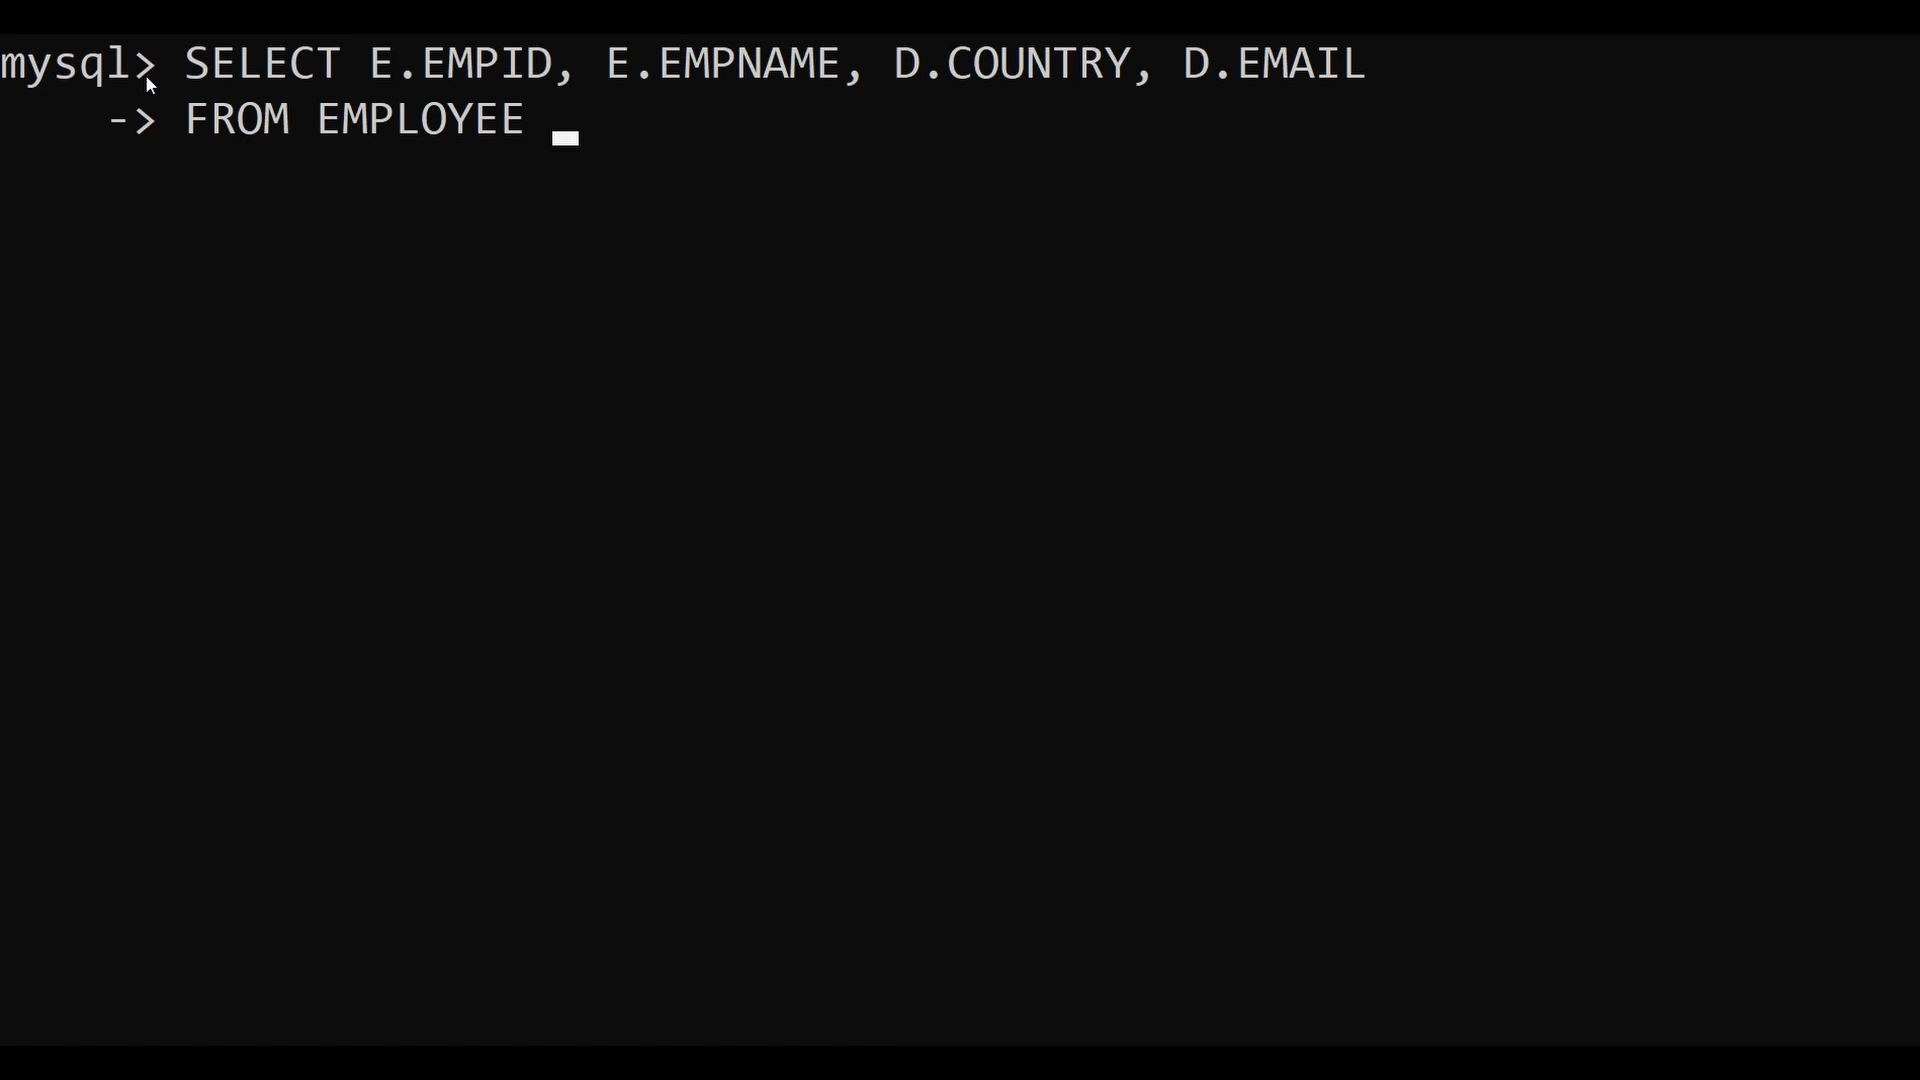 mysql> SELECT E.EMPID, E.EMPNAME, D.COUNTRY, D.EMAIL
-> FROM EMPLOYEE